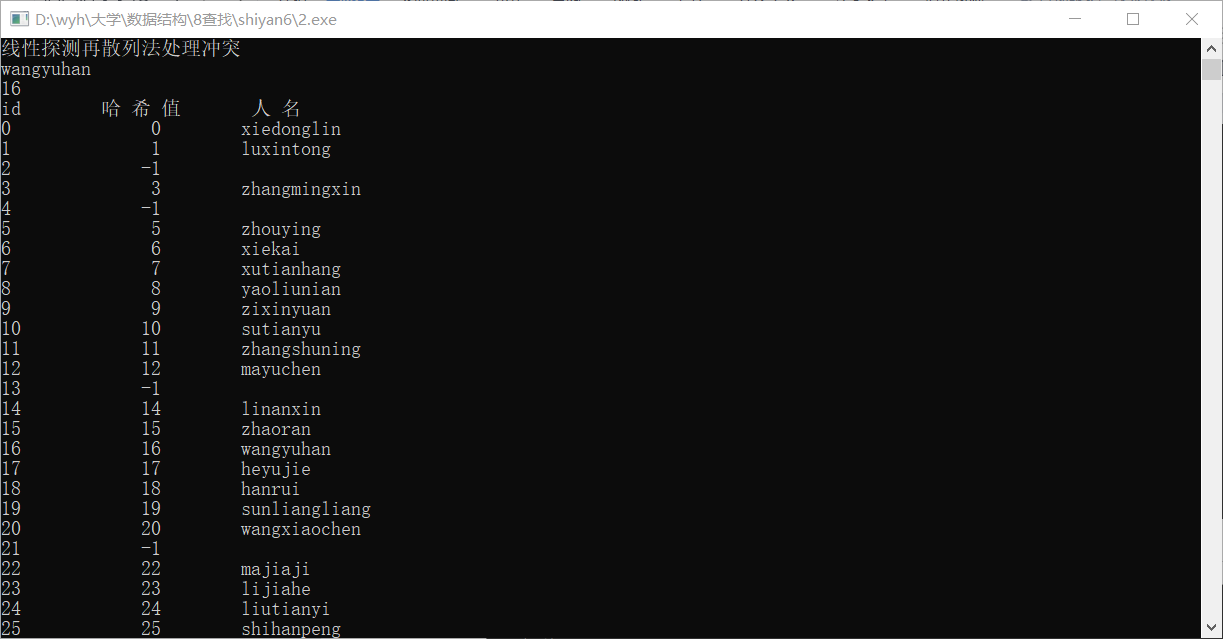 D:\wyh\大学\数据结构\8查找\shiyan6\2.exe
线性探测再散列法处理冲突
wangyuhan
16
id 哈 希 值 人 名
0 0 xiedonglin
1 1 luxintong
2 -1
3 3 zhangmingxin
4 -1
5 5 zhouying
6 6 xiekai
7 7 xutianhang
8 8 yaoliunian
9 9 zixinyuan
10 10 sutianyu
11 11 zhangshuning
12 12 mayuchen
13 -1
14 14 linanxin
15 15 zhaoran
16 16 wangyuhan
17 17 heyujie
18 18 hanrui
19 19 sunliangliang
20 20 wangxiaochen
21 -1
22 22 majiaji
23 23 lijiahe
24 24 liutianyi
25 25 shihanpeng